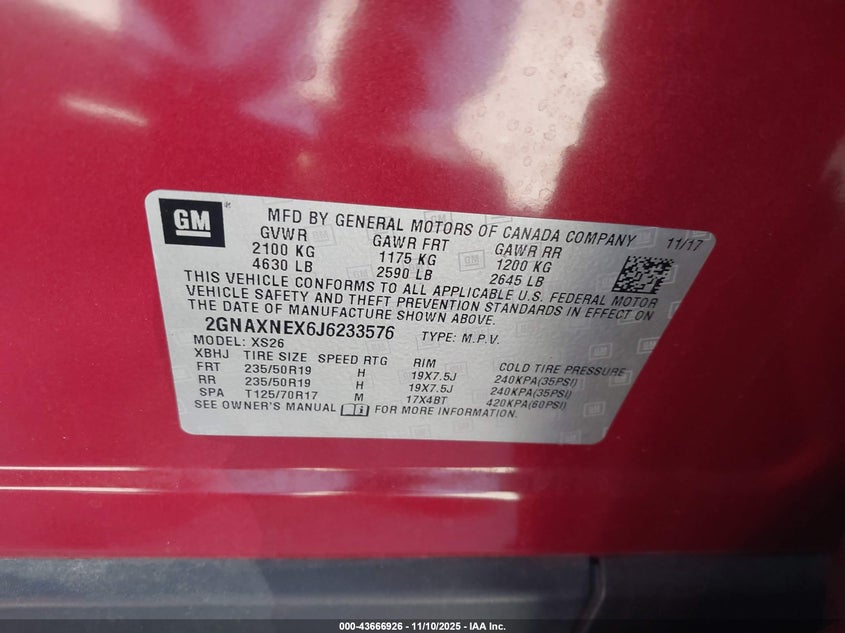 GM
MFD BY GENERAL MOTORS OF CANADA COMPANY 11/17
GVWR GAWR FRT GAWR RR
2100 KG 1175 KG 1200 KG
4630 LB 2590 LB 2645 LB
THIS VEHICLE CONFORMS TO ALL APPLICABLE U.S. FEDERAL MOTOR
VEHICLE SAFETY AND THEFT PREVENTION STANDARDS IN EFFECT ON
THE DATE OF MANUFACTURE SHOWN ABOVE.
2GNAXNEX6J6233576 TYPE: M.P.V.
MODEL: XS26
XBHJ TIRE SIZE SPEED RTG RIM COLD TIRE PRESSURE
FRT 235/50R19 H 19X7.5J 240KPA(35PSI)
RR 235/50R19 H 19X7.5J 240KPA(35PSI)
SPA T125/70R17 M 17X4BT 420KPA(60PSI)
SEE OWNER'S MANUAL FOR MORE INFORMATION.
000-43666926 - 11/10/2025 - IAA Inc.